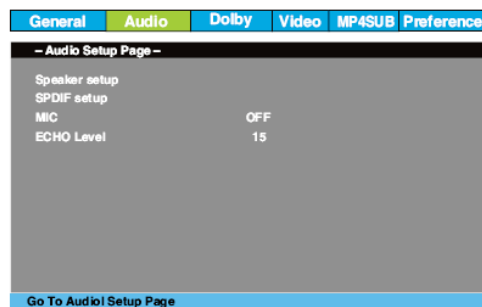 General Audio Dolby Video MP4SUB Preference
– Audio Setup Page –
Speaker setup
SPDIF setup
MIC OFF
ECHO Level 15
Go To Audiol Setup Page